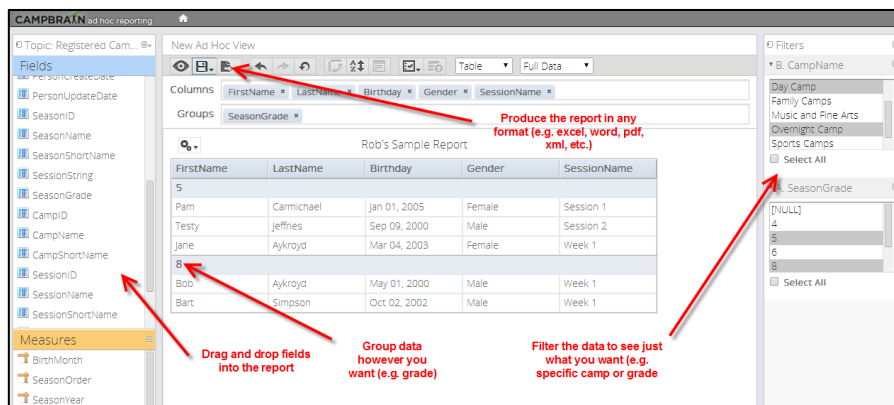 CAMPBRAIN ad hoc reporting
Topic: Registered Cam...
Fields
PersonCreateDate
PersonUpdateDate
SeasonID
SeasonName
SeasonShortName
SessionString
SeasonGrade
CampID
CampName
CampShortName
SessionID
SessionName
SessionShortName
Measures
BirthMonth
SeasonOrder
SeasonYear
New Ad Hoc View
Table
Full Data
Columns FirstName × LastName × Birthday × Gender × SessionName ×
Groups SeasonGrade ×
Produce the report in any
format (e.g. excel, word, pdf,
xml, etc.)
Rob's Sample Report
FirstName LastName Birthday Gender SessionName
5
Pam Carmichael Jan 01, 2005 Female Session 1
Testy Jeffries Sep 09, 2000 Male Session 2
Jane Aykroyd Mar 04, 2003 Female Week 1
8
Bob Aykroyd May 01, 2000 Male Week 1
Bart Simpson Oct 02, 2002 Male Week 1
Drag and drop fields
into the report
Group data
however you
want (e.g. grade)
Filter the data to see just
what you want (e.g.
specific camp or grade
Filters
B. CampName
Day Camp
Family Camps
Music and Fine Arts
Overnight Camp
Sports Camps
Select All
A. SeasonGrade
[NULL]
4
5
6
8
Select All